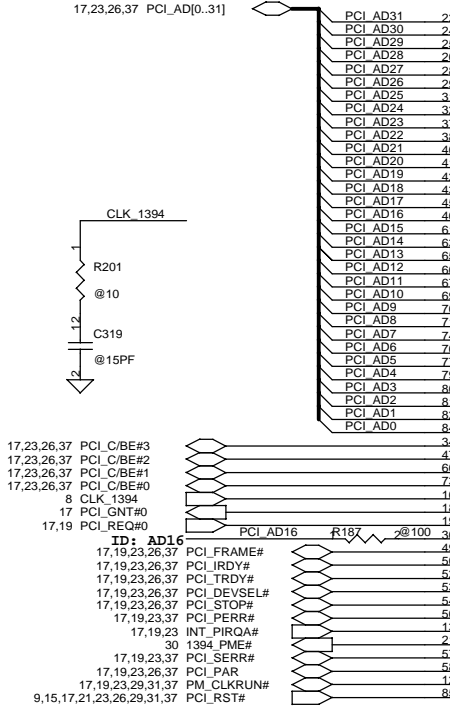 17,23,26,37 PCI_AD[0..31]
PCI_AD31
PCI_AD30
PCI_AD29
PCI_AD28
PCI_AD27
PCI_AD26
PCI_AD25
PCI_AD24
PCI_AD23
PCI_AD22
PCI_AD21
PCI_AD20
PCI_AD19
PCI_AD18
PCI_AD17
PCI_AD16
PCI_AD15
PCI_AD14
PCI_AD13
PCI_AD12
PCI_AD11
PCI_AD10
PCI_AD9
PCI_AD8
PCI_AD7
PCI_AD6
PCI_AD5
PCI_AD4
PCI_AD3
PCI_AD2
PCI_AD1
PCI_AD0
CLK_1394
1
R201
@10
12
C319
@15PF
2
17,23,26,37 PCI_C/BE#3
17,23,26,37 PCI_C/BE#2
17,23,26,37 PCI_C/BE#1
17,23,26,37 PCI_C/BE#0
8 CLK_1394
17 PCI_GNT#0
17,19 PCI_REQ#0
ID: AD16 PCI_AD16 1 R187 2 @100
17,19,23,26,37 PCI_FRAME#
17,19,23,26,37 PCI_IRDY#
17,19,23,26,37 PCI_TRDY#
17,19,23,26,37 PCI_DEVSEL#
17,19,23,26,37 PCI_STOP#
17,19,23,37 PCI_PERR#
17,19,23 INT_PIRQA#
30 1394_PME#
17,19,23,37 PCI_SERR#
17,23,26,37 PCI_PAR
17,19,23,29,31,37 PM_CLKRUN#
9,15,17,21,23,26,29,31,37 PCI_RST#